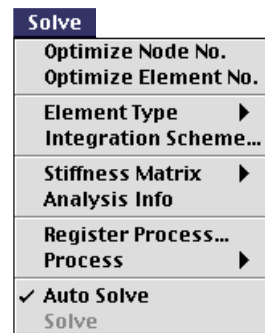 Solve
Optimize Node No.
Optimize Element No.
Element Type
Integration Scheme...
Stiffness Matrix
Analysis Info
Register Process...
Process
Auto Solve
Solve